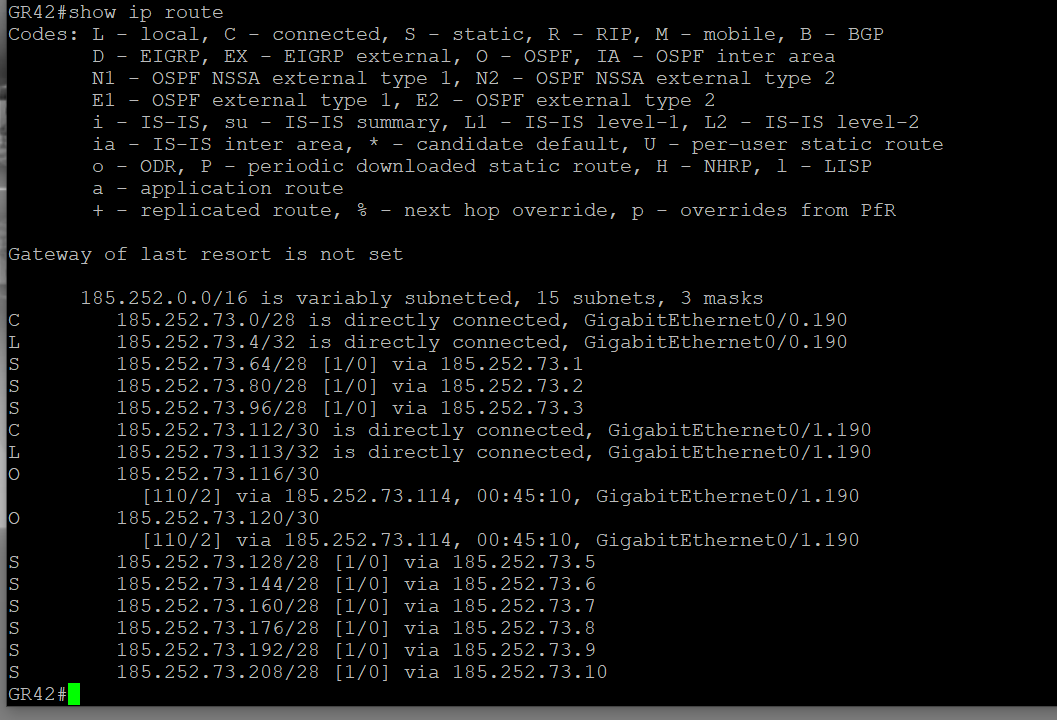 GR42#show ip route
Codes: L - local, C - connected, S - static, R - RIP, M - mobile, B - BGP
       D - EIGRP, EX - EIGRP external, O - OSPF, IA - OSPF inter area
       N1 - OSPF NSSA external type 1, N2 - OSPF NSSA external type 2
       E1 - OSPF external type 1, E2 - OSPF external type 2
       i - IS-IS, su - IS-IS summary, L1 - IS-IS level-1, L2 - IS-IS level-2
       ia - IS-IS inter area, * - candidate default, U - per-user static route
       o - ODR, P - periodic downloaded static route, H - NHRP, l - LISP
       a - application route
       + - replicated route, % - next hop override, p - overrides from PfR

Gateway of last resort is not set

      185.252.0.0/16 is variably subnetted, 15 subnets, 3 masks
C        185.252.73.0/28 is directly connected, GigabitEthernet0/0.190
L        185.252.73.4/32 is directly connected, GigabitEthernet0/0.190
S        185.252.73.64/28 [1/0] via 185.252.73.1
S        185.252.73.80/28 [1/0] via 185.252.73.2
S        185.252.73.96/28 [1/0] via 185.252.73.3
C        185.252.73.112/30 is directly connected, GigabitEthernet0/1.190
L        185.252.73.113/32 is directly connected, GigabitEthernet0/1.190
O        185.252.73.116/30
           [110/2] via 185.252.73.114, 00:45:10, GigabitEthernet0/1.190
O        185.252.73.120/30
           [110/2] via 185.252.73.114, 00:45:10, GigabitEthernet0/1.190
S        185.252.73.128/28 [1/0] via 185.252.73.5
S        185.252.73.144/28 [1/0] via 185.252.73.6
S        185.252.73.160/28 [1/0] via 185.252.73.7
S        185.252.73.176/28 [1/0] via 185.252.73.8
S        185.252.73.192/28 [1/0] via 185.252.73.9
S        185.252.73.208/28 [1/0] via 185.252.73.10
GR42#